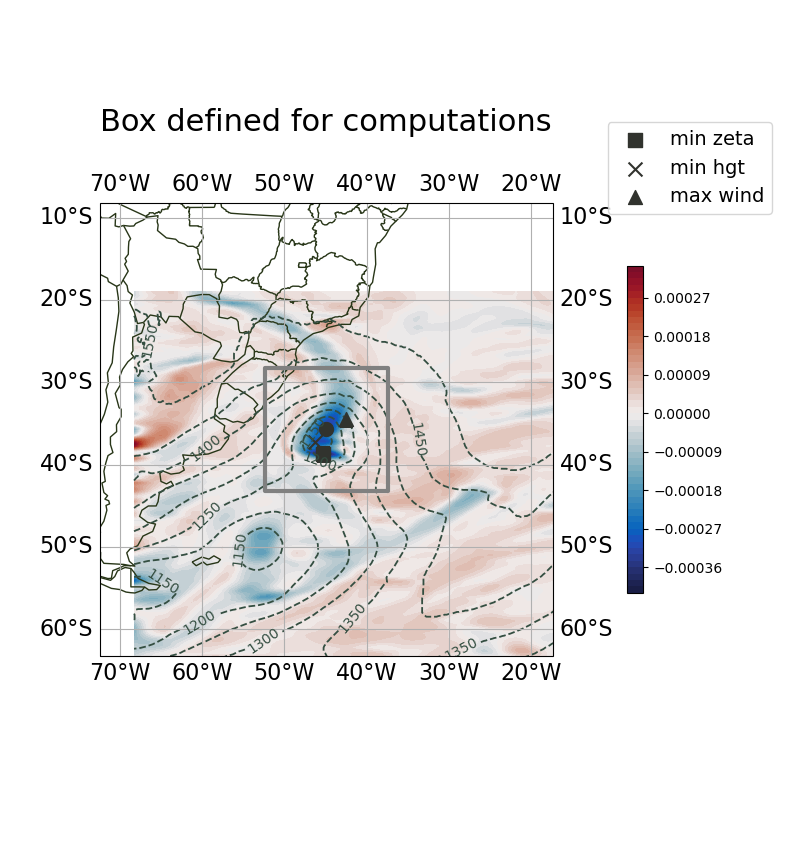 Box defined for computations
min zeta
min hgt
max wind
70°W 60°W 50°W 40°W 30°W 20°W
10°S 10°S
20°S 20°S
30°S 30°S
40°S 40°S
50°S 50°S
60°S 60°S
70°W 60°W 50°W 40°W 30°W 20°W
1550
1400
1450
1200
1250
1150
1150
1200
1300
1350
1350
0.00027
0.00018
0.00009
0.00000
−0.00009
−0.00018
−0.00027
−0.00036